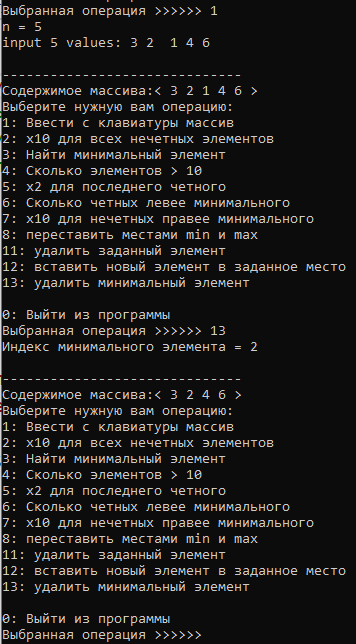 Выбранная операция >>>>>> 1
n = 5
input 5 values: 3 2  1 4 6
------------------------------
Содержимое массива:< 3 2 1 4 6 >
Выберите нужную вам операцию:
1: Ввести с клавиатуры массив
2: x10 для всех нечетных элементов
3: Найти минимальный элемент
4: Сколько элементов > 10
5: x2 для последнего четного
6: Сколько четных левее минимального
7: x10 для нечетных правее минимального
8: переставить местами min и max
11: удалить заданный элемент
12: вставить новый элемент в заданное место
13: удалить минимальный элемент
0: Выйти из программы
Выбранная операция >>>>>> 13
Индекс минимального элемента = 2
------------------------------
Содержимое массива:< 3 2 4 6 >
Выберите нужную вам операцию:
1: Ввести с клавиатуры массив
2: x10 для всех нечетных элементов
3: Найти минимальный элемент
4: Сколько элементов > 10
5: x2 для последнего четного
6: Сколько четных левее минимального
7: x10 для нечетных правее минимального
8: переставить местами min и max
11: удалить заданный элемент
12: вставить новый элемент в заданное место
13: удалить минимальный элемент
0: Выйти из программы
Выбранная операция >>>>>>